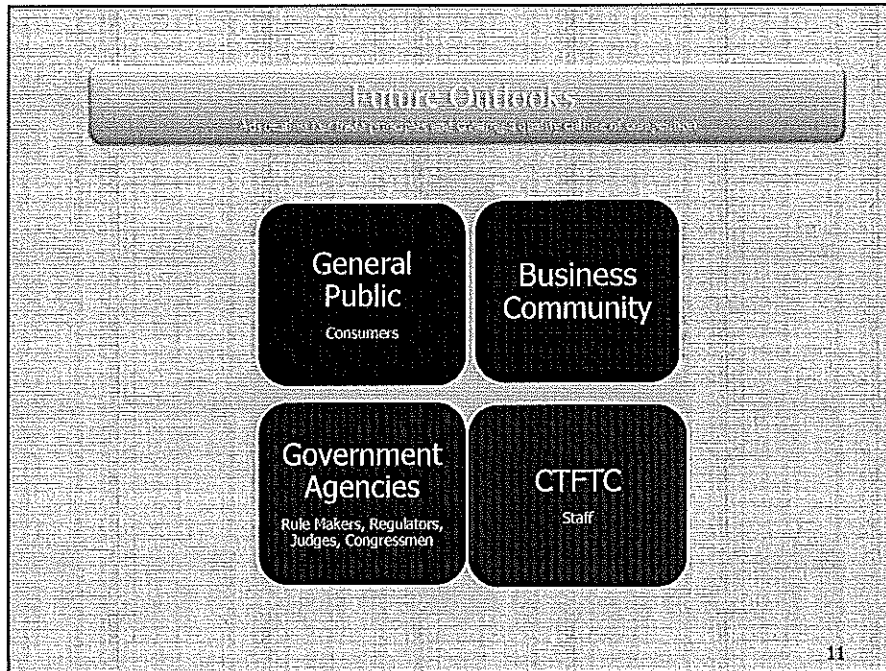 Future Outlooks
General
Public
Consumers
Business
Community
Government
Agencies
Rule Makers, Regulators,
Judges, Congressmen
CTFTC
Staff
11